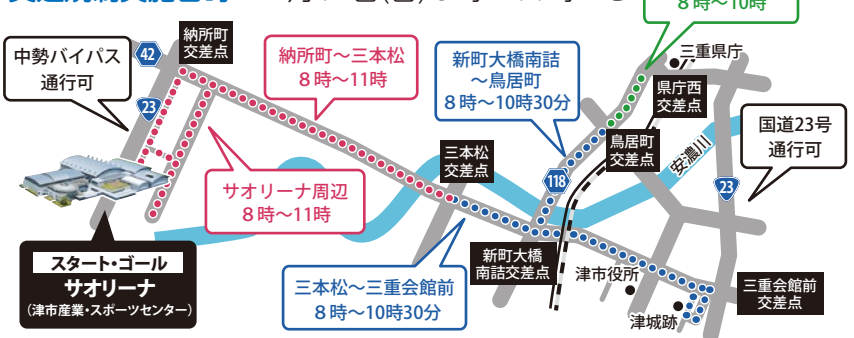 8時～10時
中勢バイパス
通行可
42
23
納所町
交差点
納所町～三本松
8時～11時
新町大橋南詰
～鳥居町
8時～10時30分
三重県庁
県庁西
交差点
鳥居町
交差点
安濃川
国道23号
通行可
23
三本松
交差点
118
サオリーナ周辺
8時～11時
スタート・ゴール
サオリーナ
(津市産業・スポーツセンター)
三本松～三重会館前
8時～10時30分
新町大橋
南詰交差点
津市役所
津城跡
三重会館前
交差点